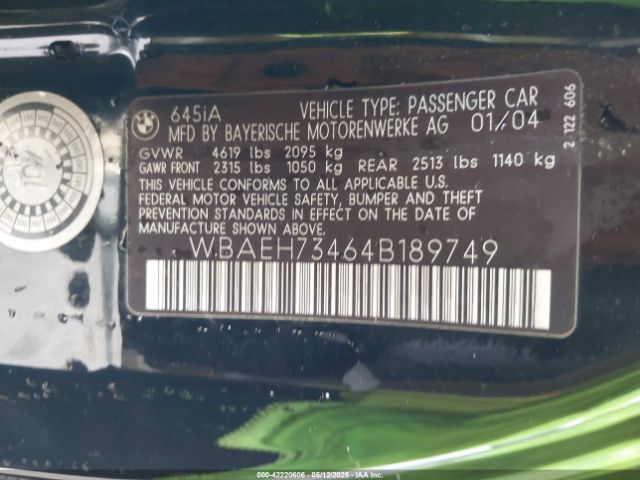 645iA VEHICLE TYPE: PASSENGER CAR
MFD BY BAYERISCHE MOTORENWERKE AG 01/04
GVWR 4619 lbs 2095 kg
GAWR FRONT 2315 lbs 1050 kg REAR 2513 lbs 1140 kg
THIS VEHICLE CONFORMS TO ALL APPLICABLE U.S.
FEDERAL MOTOR VEHICLE SAFETY, BUMPER AND THEFT
PREVENTION STANDARDS IN EFFECT ON THE DATE OF
MANUFACTURE SHOWN ABOVE:
WBAEH73464B189749
2 122 606
000-42220606 - 05/12/2025 - IAAI.COM